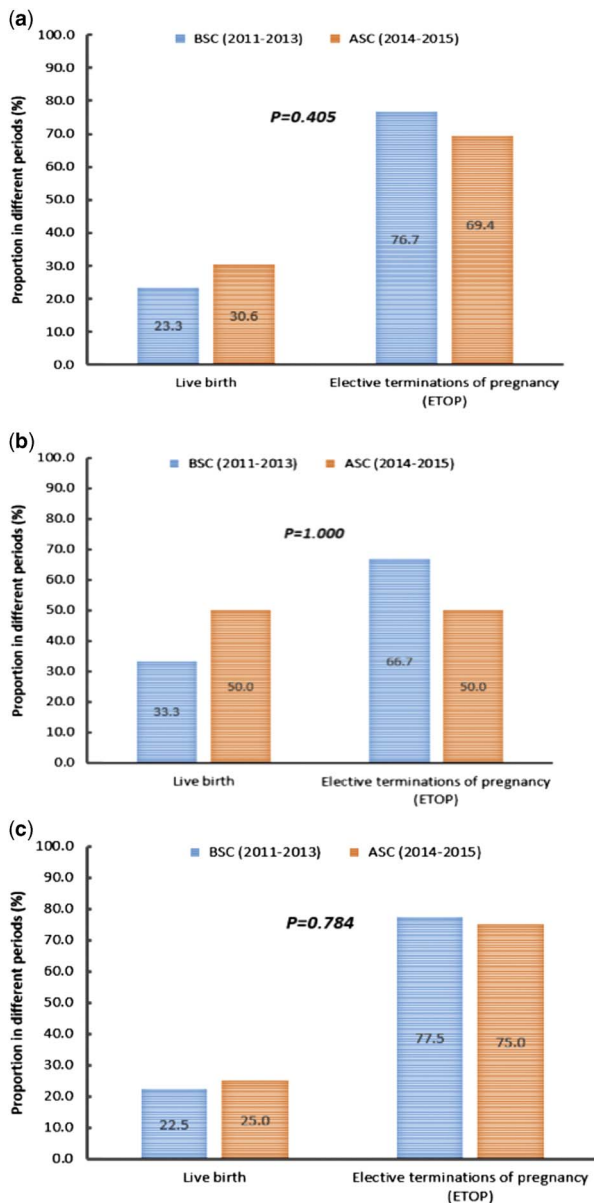 (a)
BSC (2011-2013) ASC (2014-2015)
Proportion in different periods (%)
100.0
90.0
80.0
70.0
60.0
50.0
40.0
30.0
20.0
10.0
0.0
P=0.405
23.3
30.6
76.7
69.4
Live birth
Elective terminations of pregnancy
(ETOP)
(b)
BSC (2011-2013) ASC (2014-2015)
Proportion in different periods (%)
100.0
90.0
80.0
70.0
60.0
50.0
40.0
30.0
20.0
10.0
0.0
P=1.000
33.3
50.0
66.7
50.0
Live birth
Elective terminations of pregnancy
(ETOP)
(c)
BSC (2011-2013) ASC (2014-2015)
Proportion in different periods (%)
100.0
90.0
80.0
70.0
60.0
50.0
40.0
30.0
20.0
10.0
0.0
P=0.784
22.5
25.0
77.5
75.0
Live birth
Elective terminations of pregnancy
(ETOP)